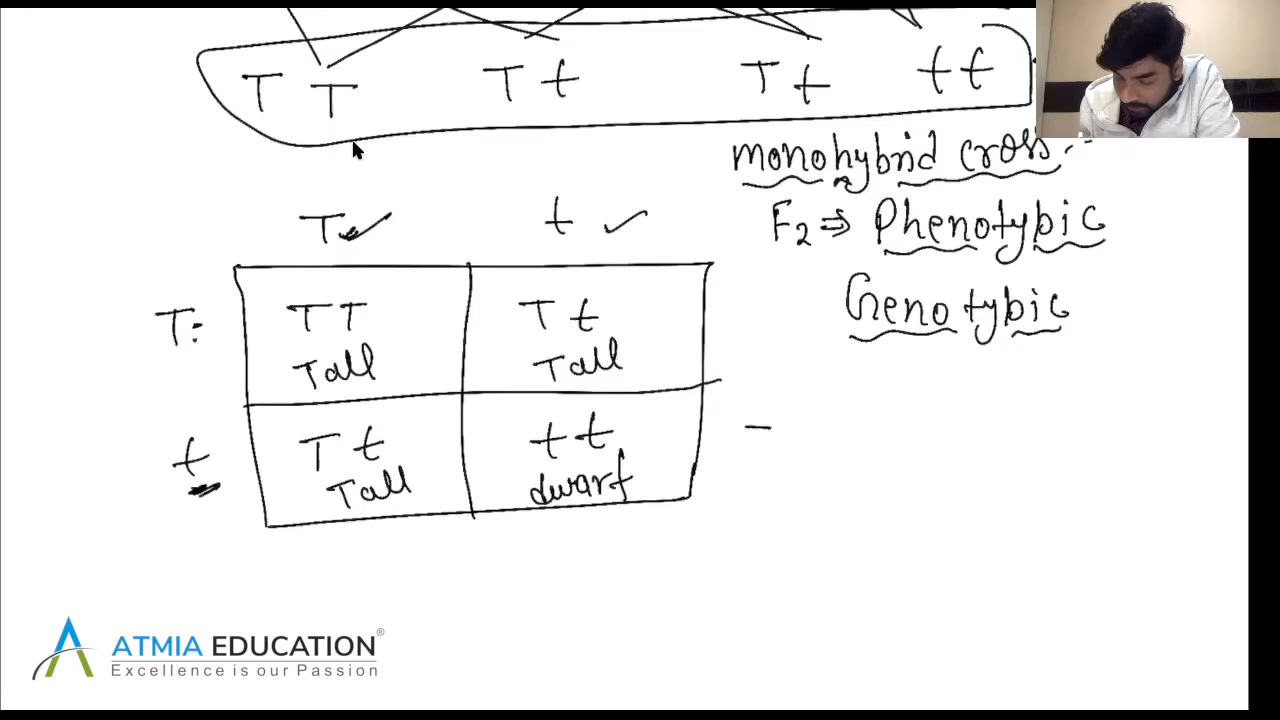 T T T t T t t t
monohybrid cross
T t
F2 ⇒ Phenotypic
T:
T T T t
Genotypic
Tall Tall
t
T t t t
Tall dwarf
ATMIA EDUCATION®
Excellence is our Passion